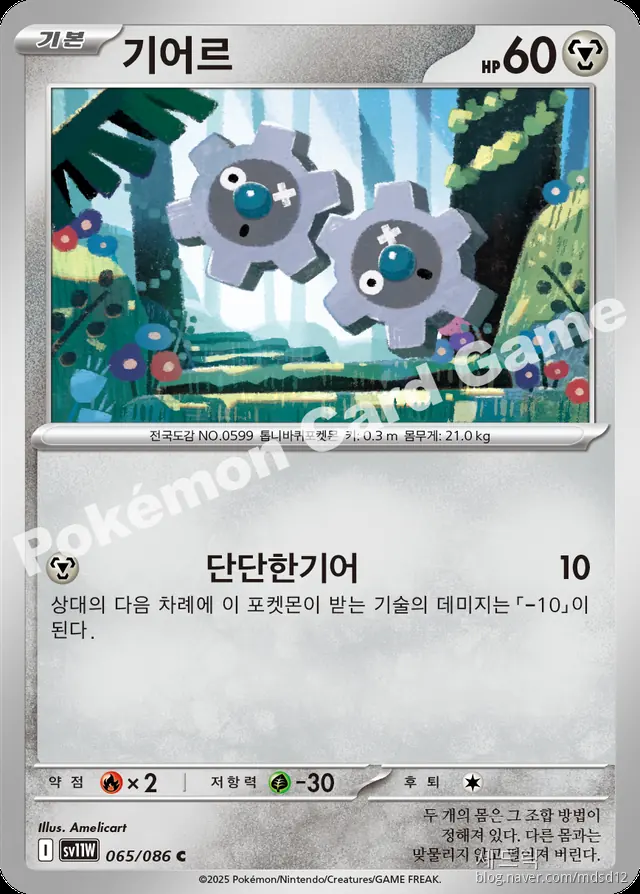 기본 기어르 HP 60
전국도감 NO.0599 톱니바퀴포켓몬 키: 0.3 m 몸무게: 21.0 kg
Pokémon Card Game
단단한기어 10
상대의 다음 차례에 이 포켓몬이 받는 기술의 데미지는 「-10」이
된다.
약점 ×2 저항력 -30 후퇴
두 개의 몸은 그 조합 방법이
정해져 있다. 다른 몸과는
맞물리지 않고 떨어져 버린다.
Illus. Amelicart
I sv11W 065/086 C
세드릭
blog.naver.com/mdsd12
©2025 Pokémon/Nintendo/Creatures/GAME FREAK.